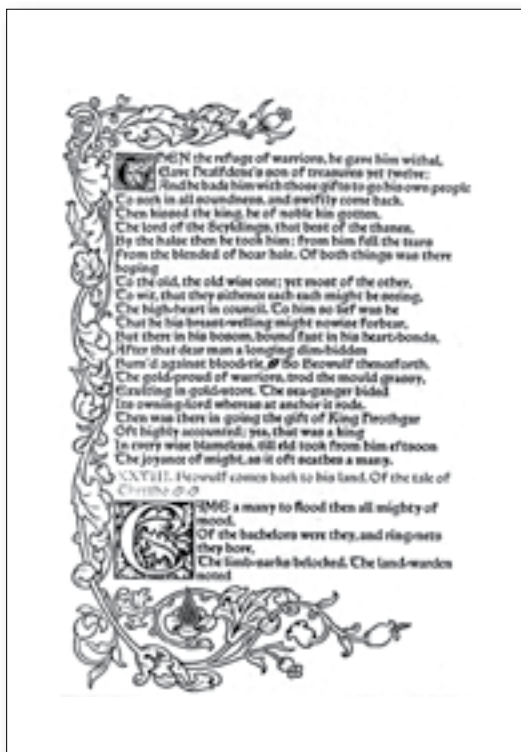 THEN the refuge of warriors, he gave him withal,
Gave Healfdene's son of treasures yet twelve;
And he bade him with those gifts to go his own people
To seek in all soundness, and swiftly come back.
Then kissed the king, he of noble kin gotten,
The lord of the Scyldings, that best of the thanes,
By the halse then he took him; from him fell the tears
From the blended of hoar hair. Of both things was there
hoping
To the old, the old wise one; yet most of the other,
To wit, that they sithence each each might be seeing,
The high-heart in council. To him so lief was he
That he his breast-welling might nowise forbear,
But there in his bosom, bound fast in his heart-bonds,
After that dear man a longing dim-hidden
Burn'd against blood-tie. So Beowulf thenceforth,
The gold-proud of warriors, trod the mould grassy,
Exulting in gold-store. The sea-ganger bided
Its owning-lord whereas at anchor it rode.
Then was there in going the gift of King Hrothgar
Oft highly accounted; yea, that was a king
In every wise blameless, till eld took from him eftsoon
The joyance of might, as it oft scathes a many.
XXVIII. Beowulf comes back to his land. Of the tale of
Thrytho
CAME a many to flood then all mighty of
mood,
Of the bachelors were they, and ring-nets
they bore,
The limb-sarks belocked. The land-warden
noted